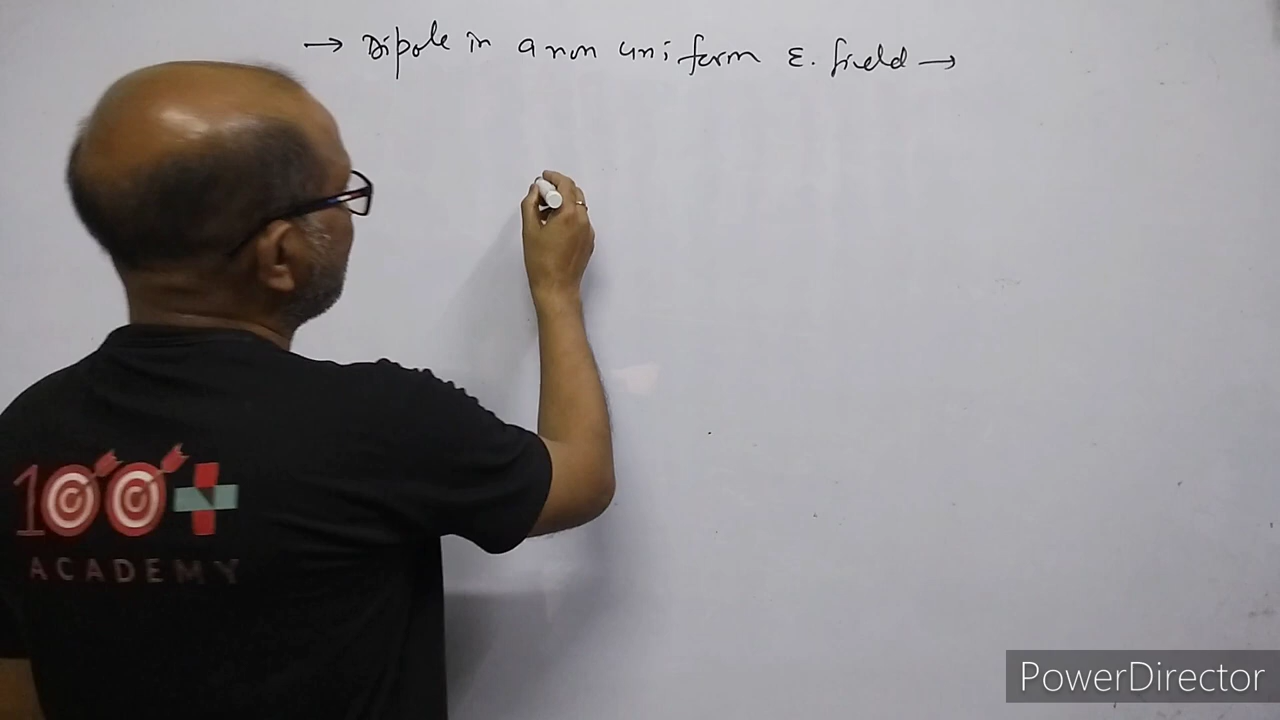 → Dipole in a non uniform E. field →
100+
ACADEMY
PowerDirector